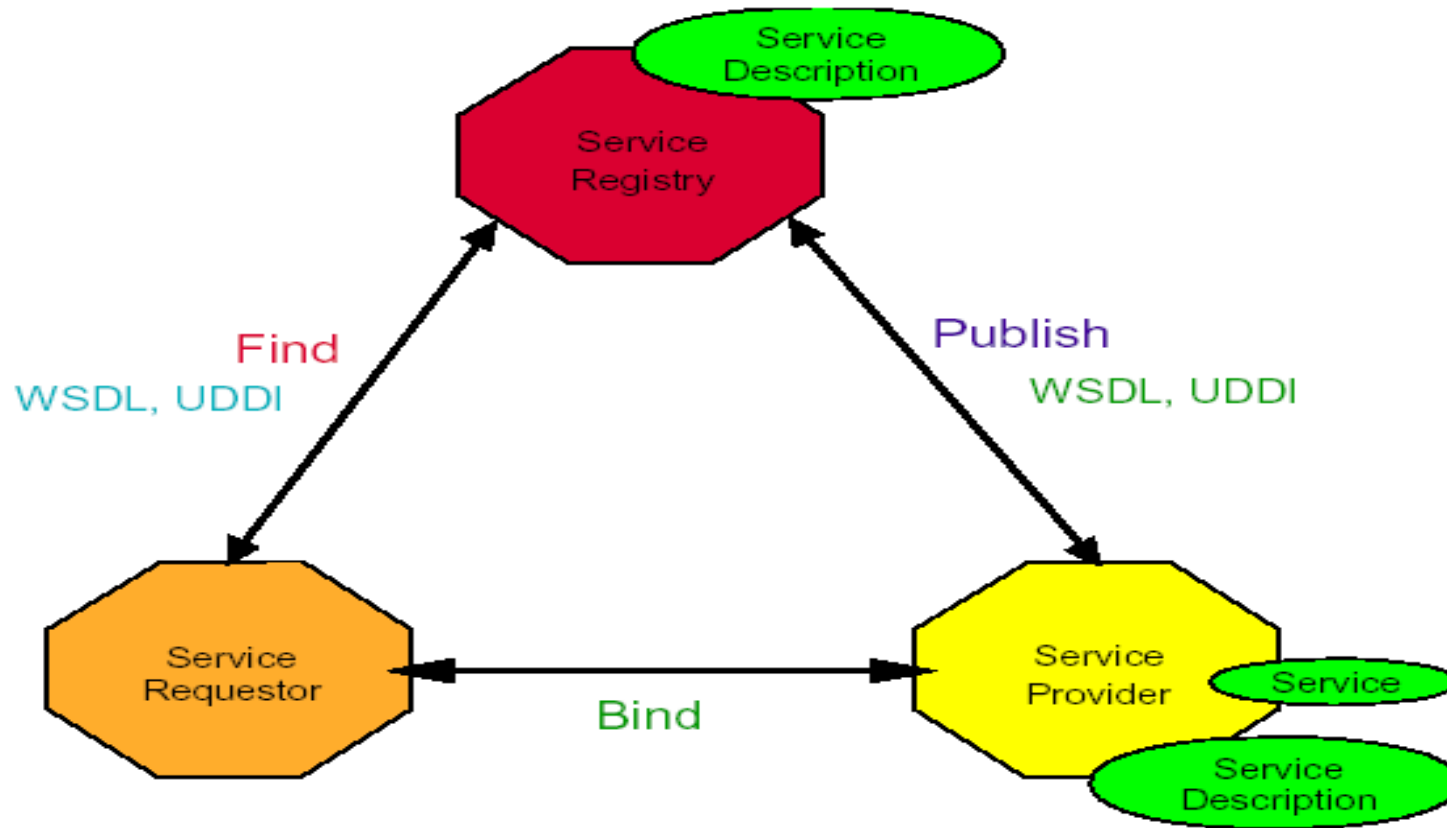 Service
Description
Service
Registry
Find
WSDL, UDDI
Publish
WSDL, UDDI
Service
Requestor
Bind
Service
Provider
Service
Service
Description